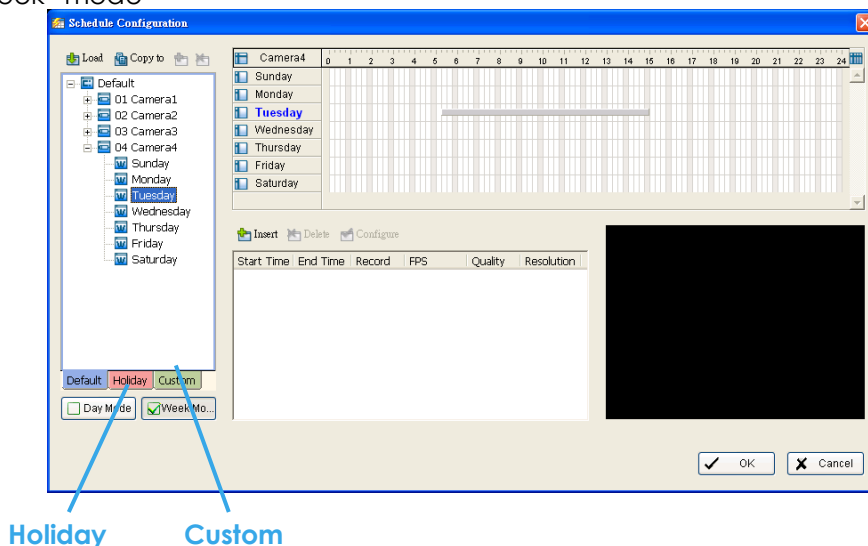 mode
Schedule Configuration
Load Copy to
Default
01 Camera1
02 Camera2
03 Camera3
04 Camera4
Sunday
Monday
Tuesday
Wednesday
Thursday
Friday
Saturday
Default Holiday Custom
Day Mode Week Mo...
Camera4 0 1 2 3 4 5 6 7 8 9 10 11 12 13 14 15 16 17 18 19 20 21 22 23 24
Sunday
Monday
Tuesday
Wednesday
Thursday
Friday
Saturday
Insert Delete Configure
Start Time End Time Record FPS Quality Resolution
OK Cancel
Holiday Custom